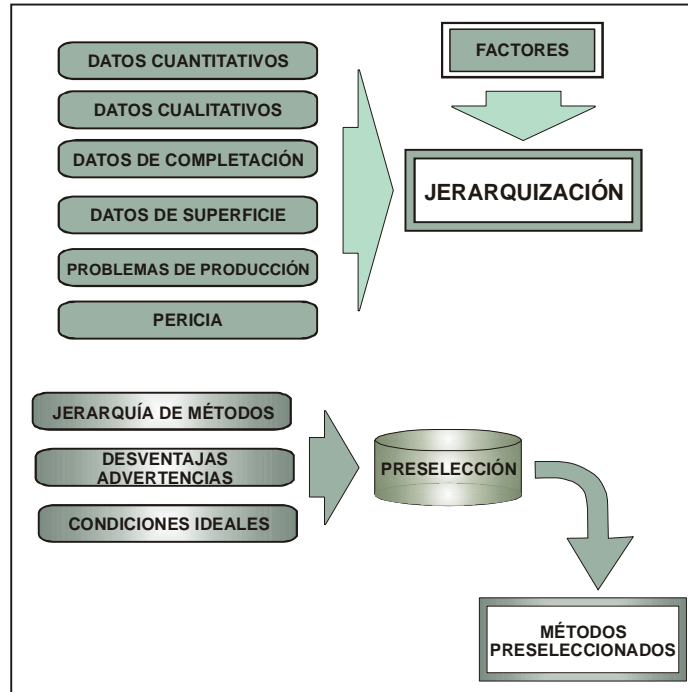 DATOS CUANTITATIVOS
DATOS CUALITATIVOS
DATOS DE COMPLETACIÓN
DATOS DE SUPERFICIE
PROBLEMAS DE PRODUCCIÓN
PERICIA
FACTORES
JERARQUIZACIÓN
JERARQUÍA DE MÉTODOS
DESVENTAJAS
ADVERTENCIAS
CONDICIONES IDEALES
PRESELECCIÓN
MÉTODOS
PRESELECCIONADOS